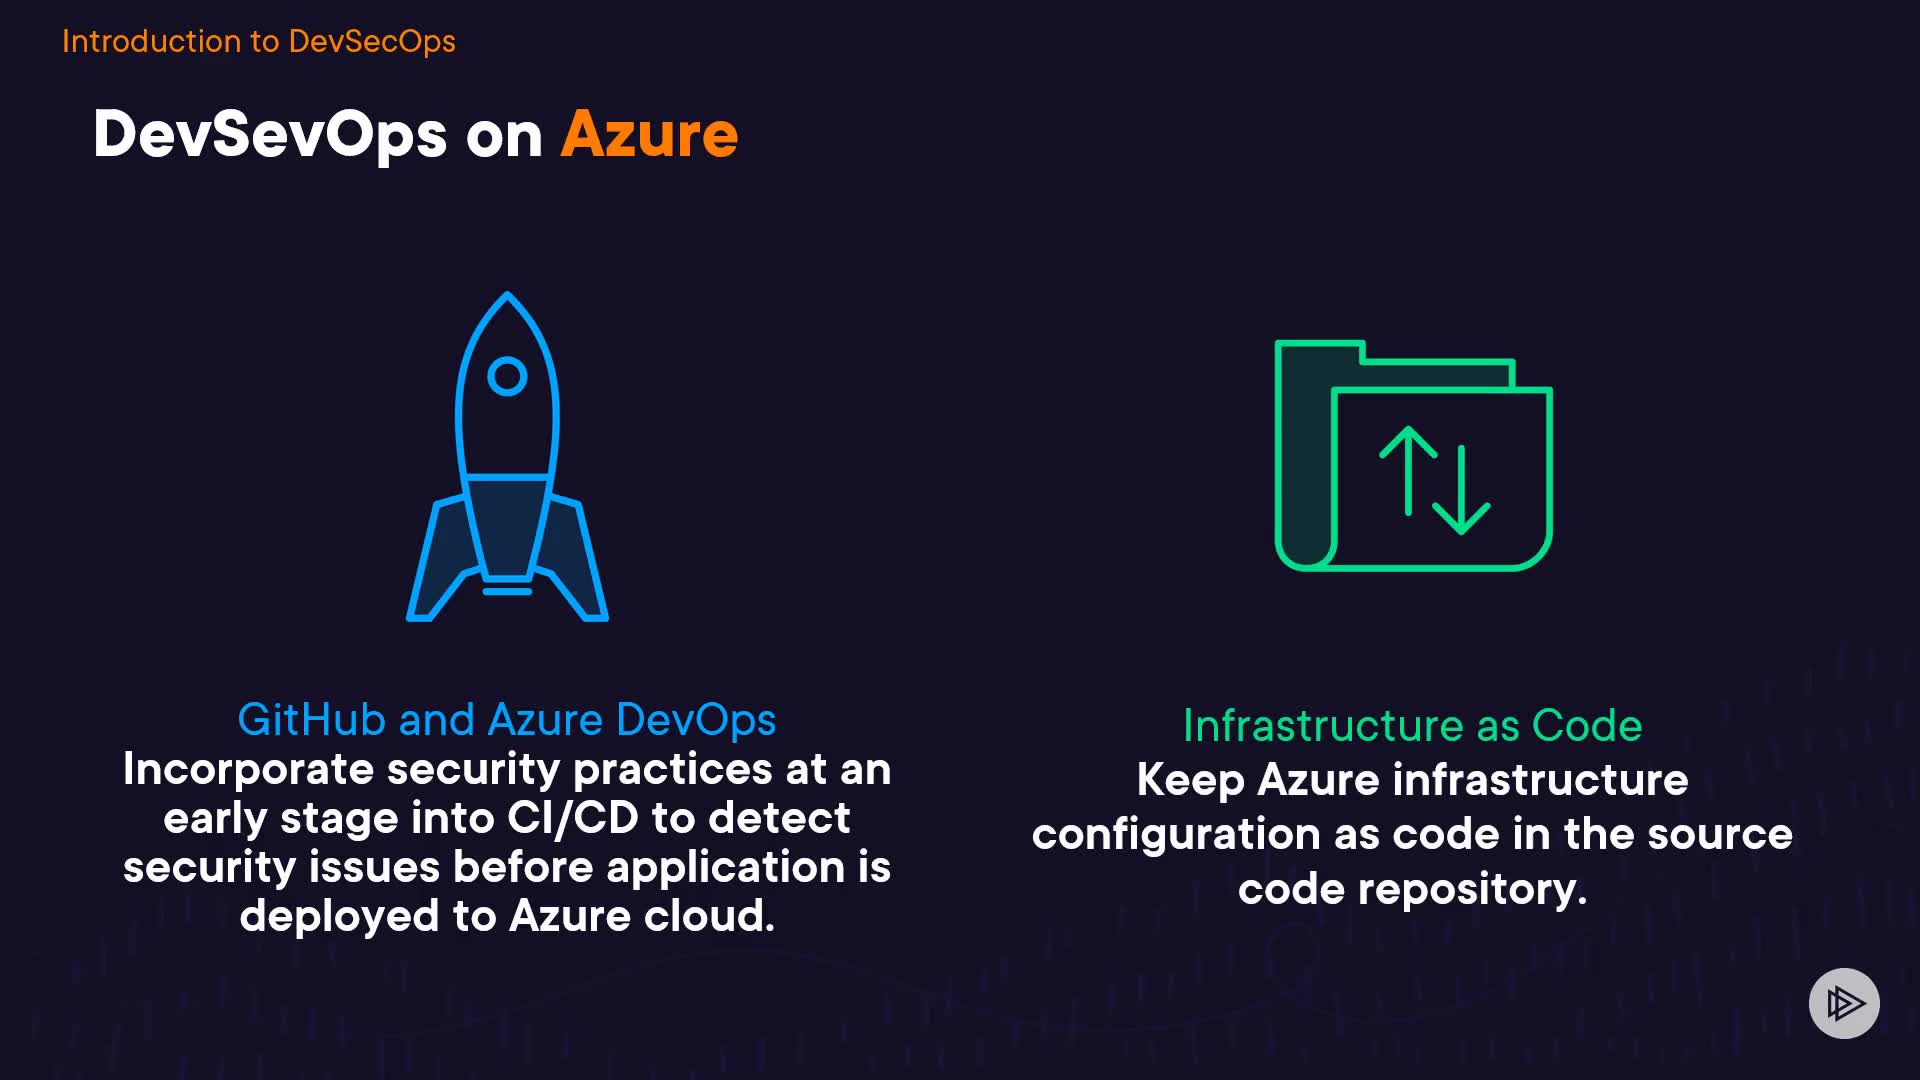 Introduction to DevSecOps
DevSevOps on Azure
GitHub and Azure DevOps
Incorporate security practices at an
early stage into CI/CD to detect
security issues before application is
deployed to Azure cloud.
Infrastructure as Code
Keep Azure infrastructure
configuration as code in the source
code repository.